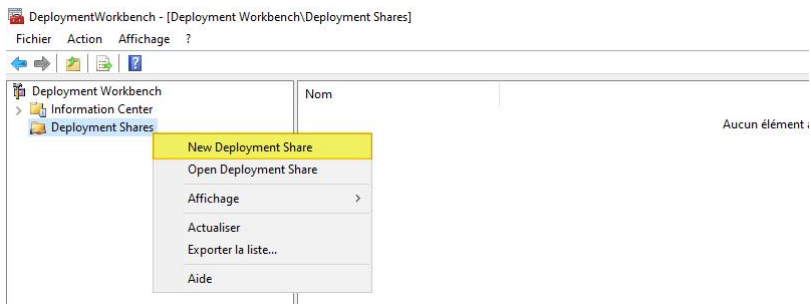 DeploymentWorkbench - [Deployment Workbench\Deployment Shares]
Fichier Action Affichage ?
Deployment Workbench
Information Center
Deployment Shares
Nom
Aucun élément à
New Deployment Share
Open Deployment Share
Affichage
Actualiser
Exporter la liste...
Aide